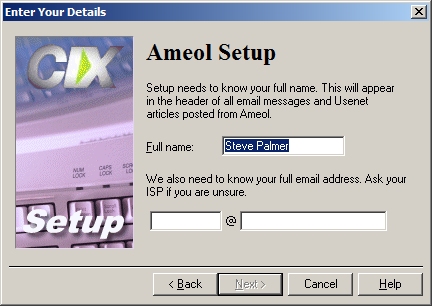 Enter Your Details
CIX
NUM LOCK
CAPS LOCK
Setup
Ameol Setup
Setup needs to know your full name. This will appear
in the header of all email messages and Usenet
articles posted from Ameol.
Full name:
Steve Palmer
We also need to know your full email address. Ask your
ISP if you are unsure.
@
< Back
Next >
Cancel
Help